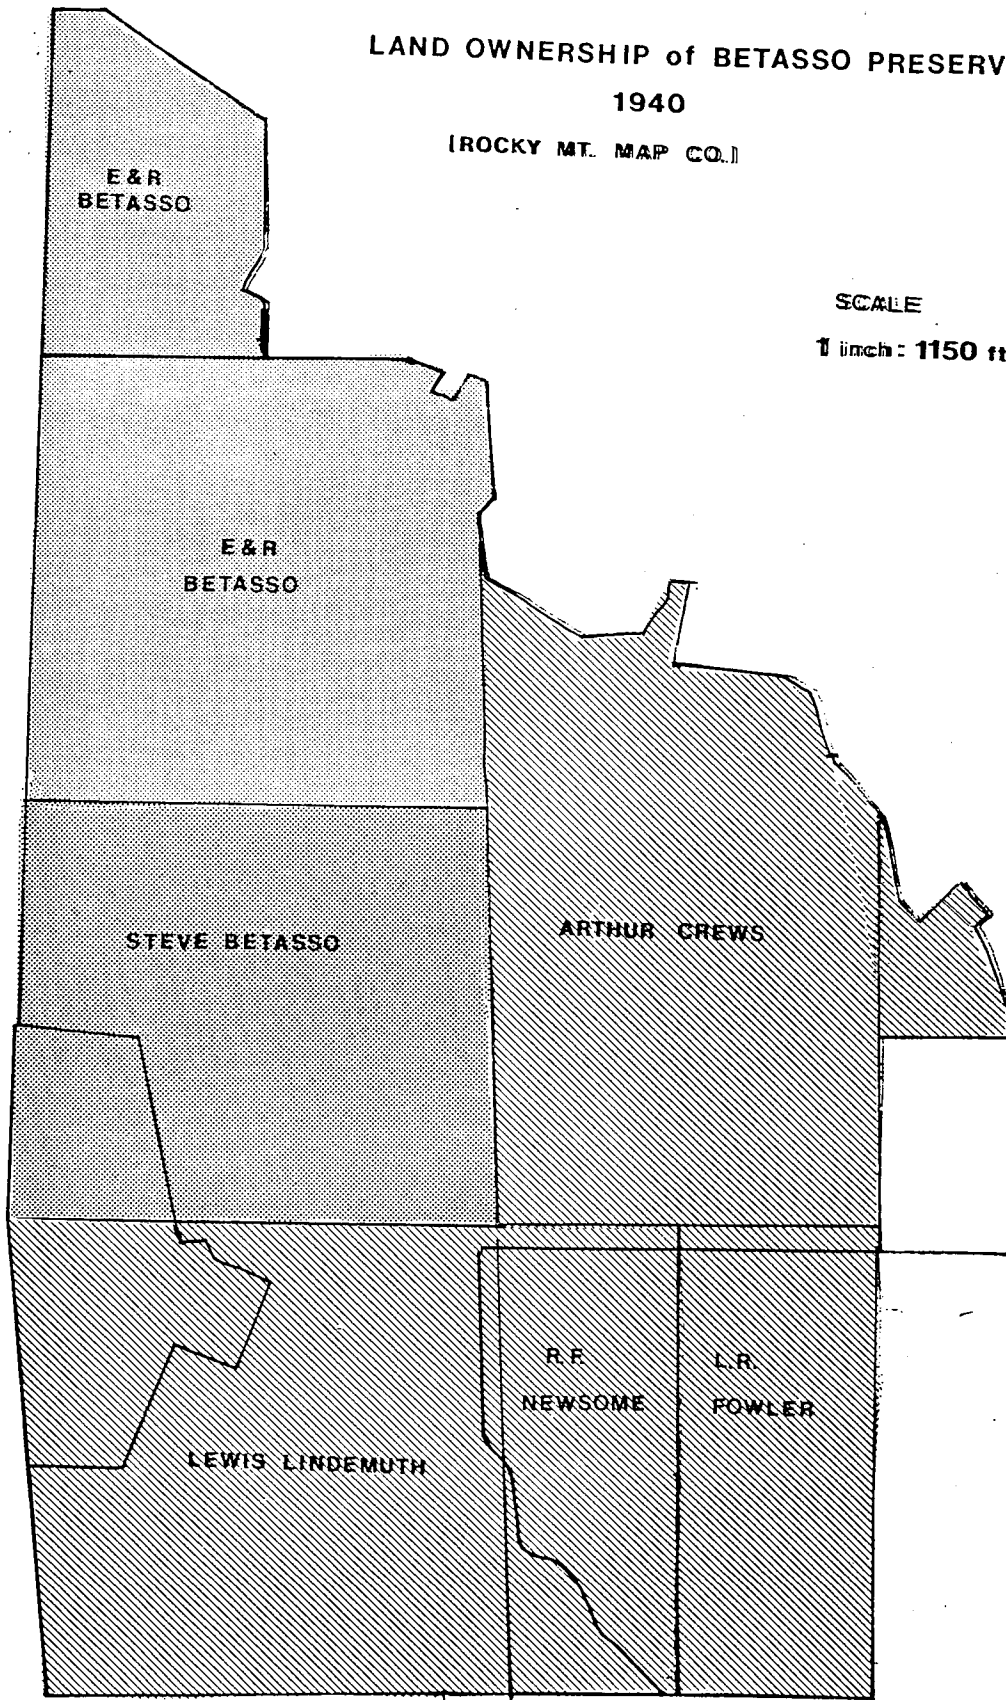 LAND OWNERSHIP of BETASSO PRESERV
1940
[ROCKY MT. MAP CO.]
E & R
BETASSO
SCALE
1 inch : 1150 ft
E & R
BETASSO
STEVE BETASSO
ARTHUR CREWS
R.F.
NEWSOME
L.R.
FOWLER
LEWIS LINDEMUTH